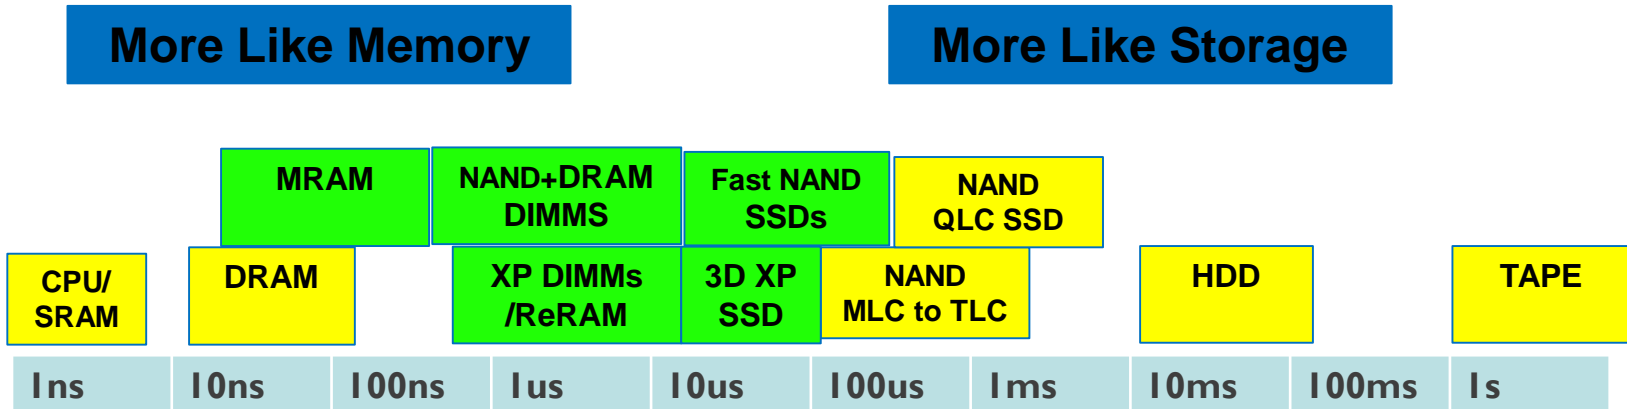 More Like Memory
More Like Storage
MRAM
NAND+DRAM
DIMMS
Fast NAND
SSDs
NAND
QLC SSD
CPU/
SRAM
DRAM
XP DIMMs
/ReRAM
3D XP
SSD
NAND
MLC to TLC
HDD
TAPE
1ns
10ns
100ns
1us
10us
100us
1ms
10ms
100ms
1s